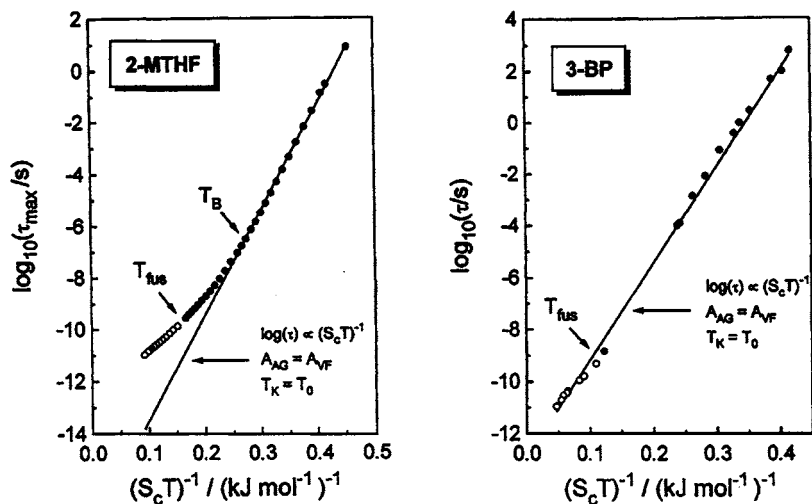 2-MTHF
log₁₀(τmax/s)
2
0
-2
-4
-6
-8
-10
-12
-14
T_B
T_fus
log(τ) ∝ (S_cT)⁻¹
A_AG = A_VF
T_K = T_0
0.0 0.1 0.2 0.3 0.4 0.5
(S_cT)⁻¹ / (kJ mol⁻¹)⁻¹
3-BP
log₁₀(τ/s)
4
2
0
-2
-4
-6
-8
-10
-12
T_fus
log(τ) ∝ (S_cT)⁻¹
A_AG = A_VF
T_K = T_0
0.0 0.1 0.2 0.3 0.4
(S_cT)⁻¹ / (kJ mol⁻¹)⁻¹